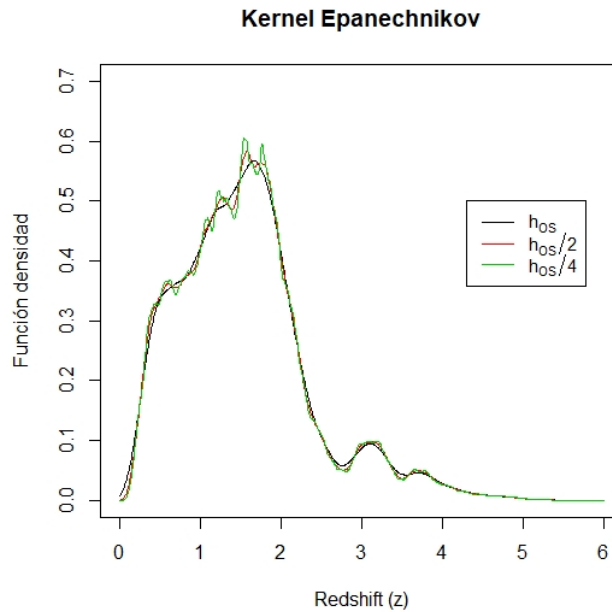 Kernel Epanechnikov
Función densidad
0.7
0.6
0.5
0.4
0.3
0.2
0.1
0.0
hOS
hOS/2
hOS/4
0 1 2 3 4 5 6
Redshift (z)